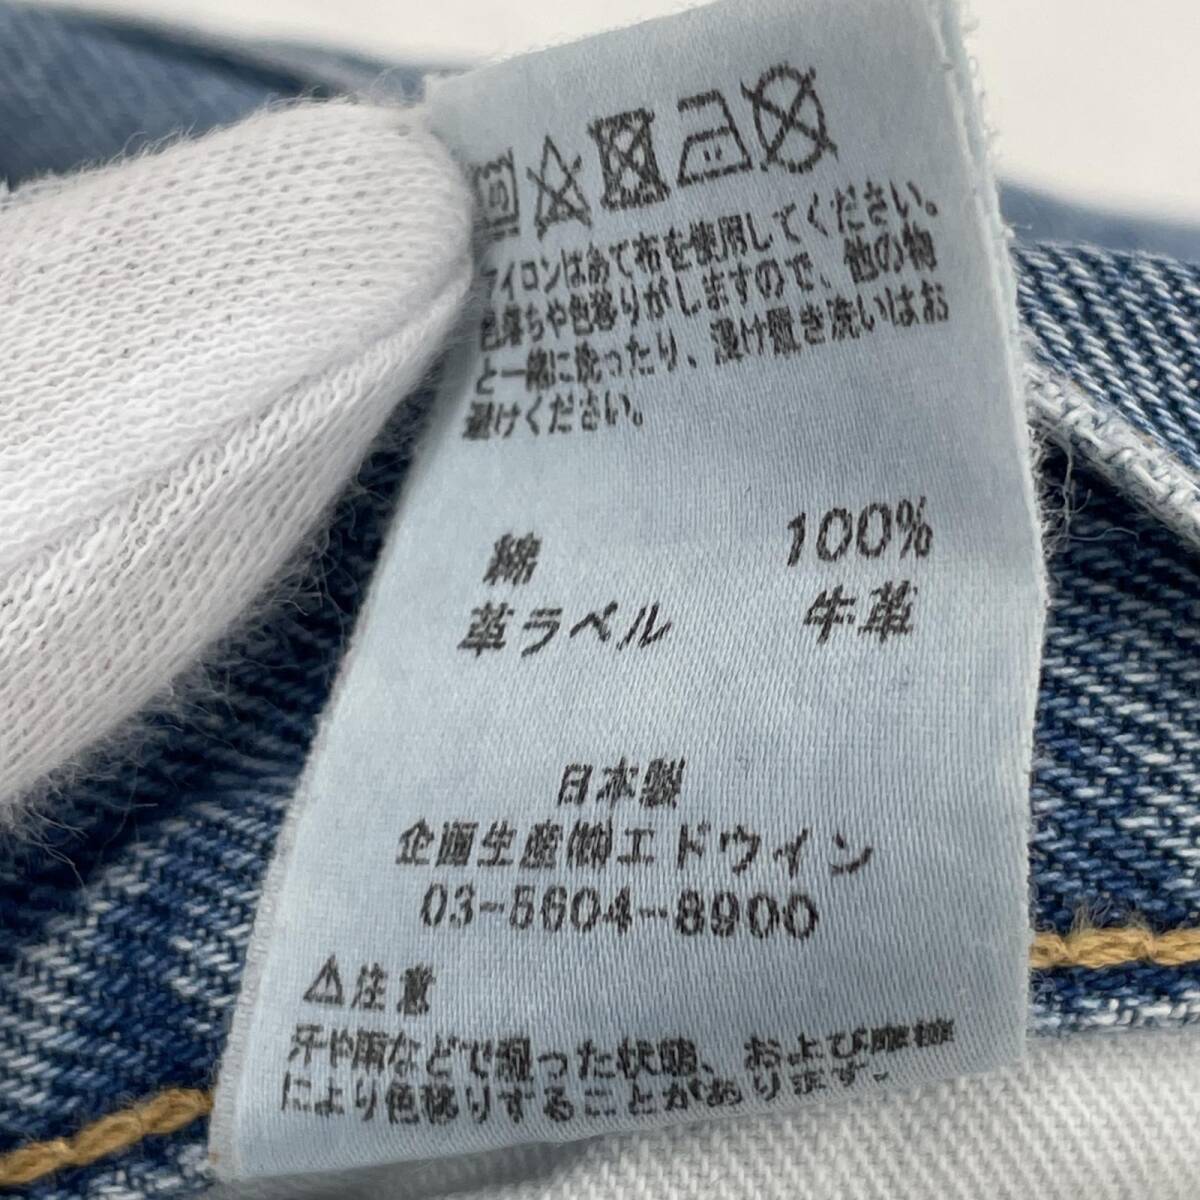 アイロンはあて布を使用してください。
色落ちや色移りがしますので、他の物
と一緒に洗ったり、浸け置き洗いはお
避けください。
綿 100%
革ラベル 牛革
日本製
企画生産㈱エドウイン
03-5604-8900
⚠注意
汗や雨などで湿った状態、および摩擦
により色移りすることがあります。